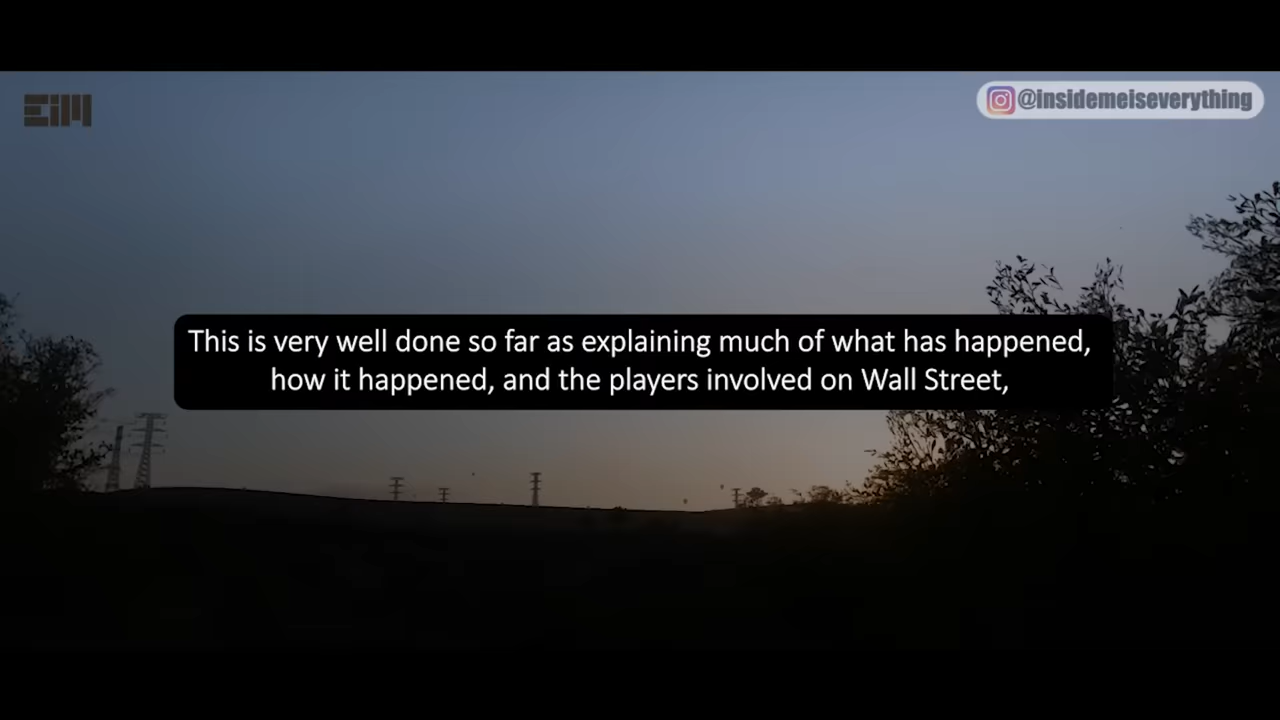 EiM
@insidemeiseverything
This is very well done so far as explaining much of what has happened,
how it happened, and the players involved on Wall Street,